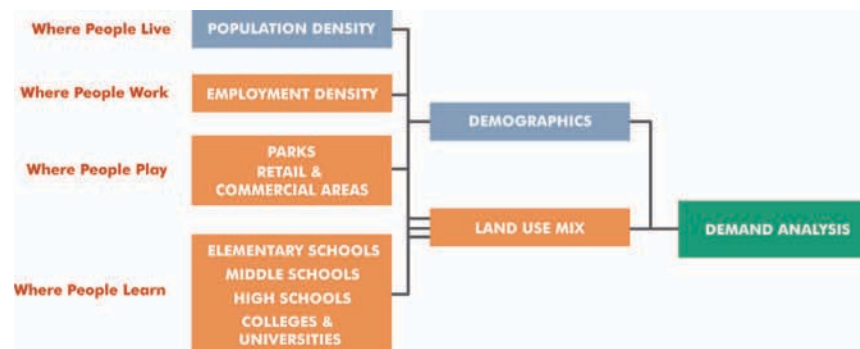 Where People Live
POPULATION DENSITY
Where People Work
EMPLOYMENT DENSITY
Where People Play
PARKS
RETAIL &
COMMERCIAL AREAS
Where People Learn
ELEMENTARY SCHOOLS
MIDDLE SCHOOLS
HIGH SCHOOLS
COLLEGES &
UNIVERSITIES
DEMOGRAPHICS
LAND USE MIX
DEMAND ANALYSIS